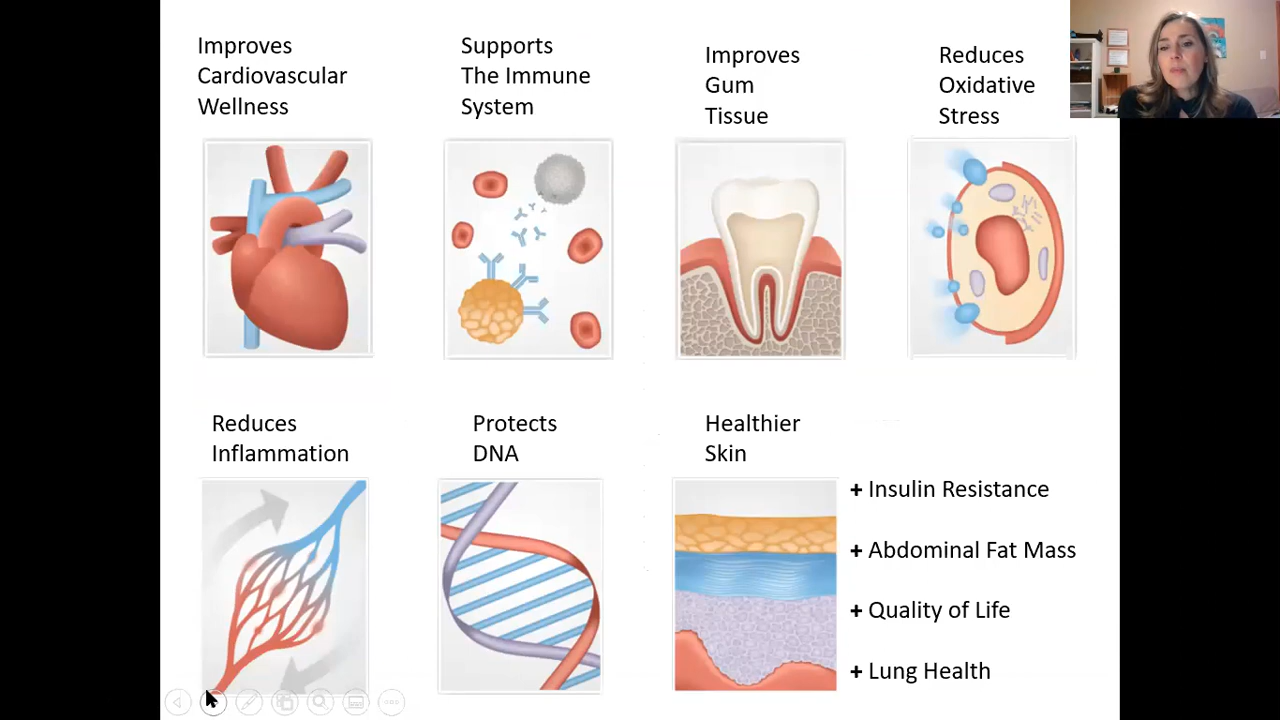 Improves
Cardiovascular
Wellness
Supports
The Immune
System
Improves
Gum
Tissue
Reduces
Oxidative
Stress
Reduces
Inflammation
Protects
DNA
Healthier
Skin
+ Insulin Resistance
+ Abdominal Fat Mass
+ Quality of Life
+ Lung Health